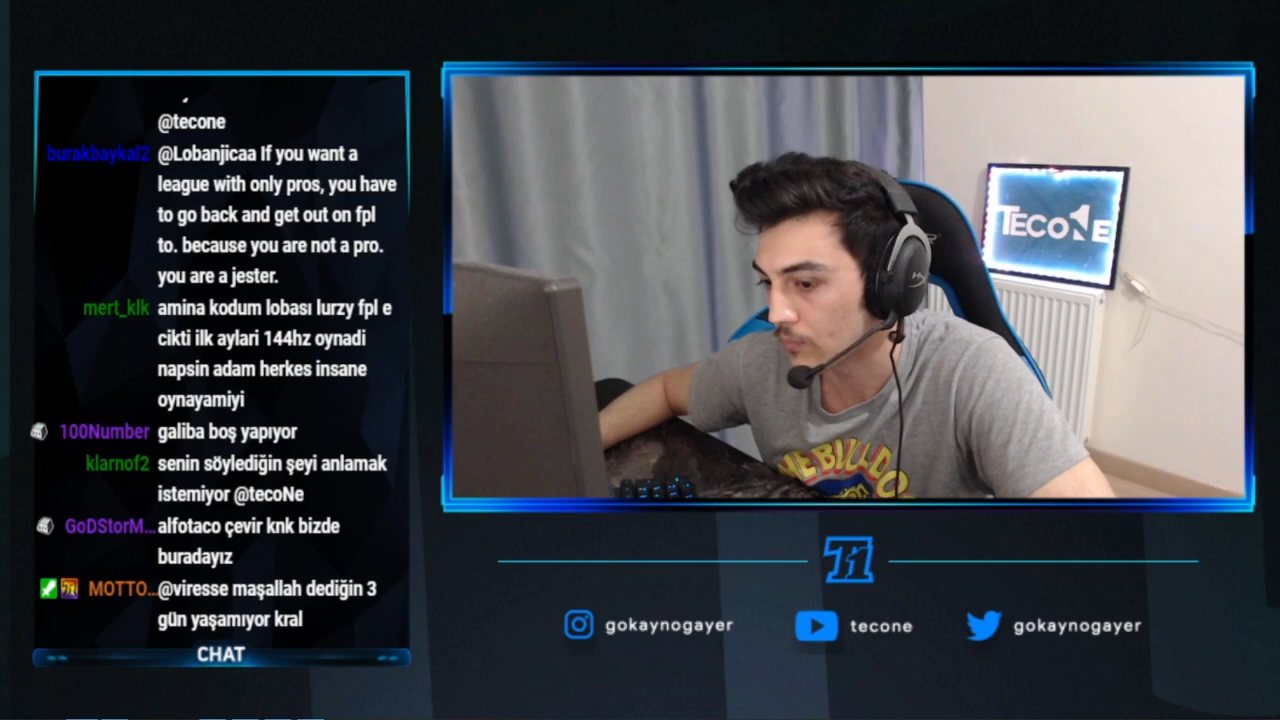 @tecone
burakbaykal2 @Lobanjicaa If you want a
league with only pros, you have
to go back and get out on fpl
to. because you are not a pro.
you are a jester.
mert_klk amina kodum lobası lurzy fpl e
cikti ilk aylari 144hz oynadi
napsin adam herkes insane
oynayamiyi
100Number galiba boş yapıyor
klarnof2 senin söylediğin şeyi anlamak
istemiyor @tecoNe
GoDStorM... alfotaco çevir knk bizde
buradayız
MOTTO... @viresse maşallah dediğin 3
gün yaşamıyor kral
CHAT
TECONE
HEBULLDO
gokaynogayer
tecone
gokaynogayer